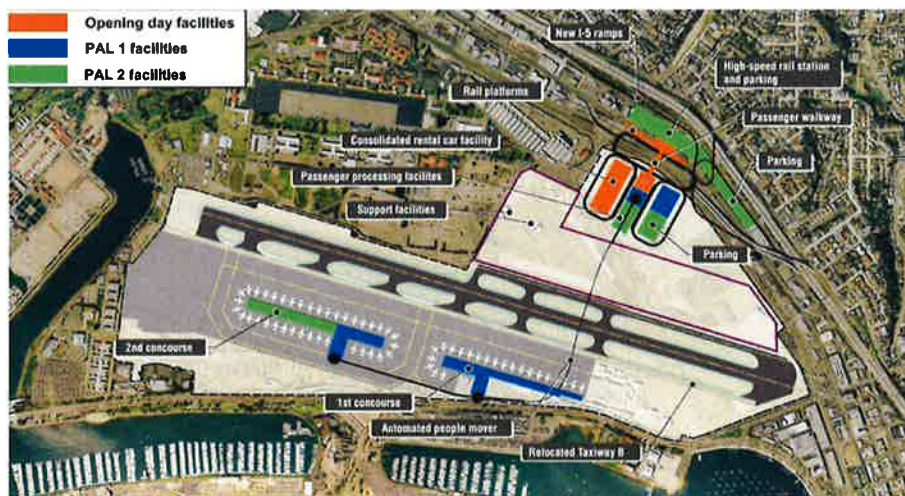 Opening day facilities
PAL 1 facilities
PAL 2 facilities
New I-5 ramps
High-speed rail station
and parking
Rail platforms
Passenger walkway
Consolidated rental car facility
Parking
Passenger processing facilites
Support facilities
Parking
2nd concourse
1st concourse
Automated people mover
Relocated Taxiway B